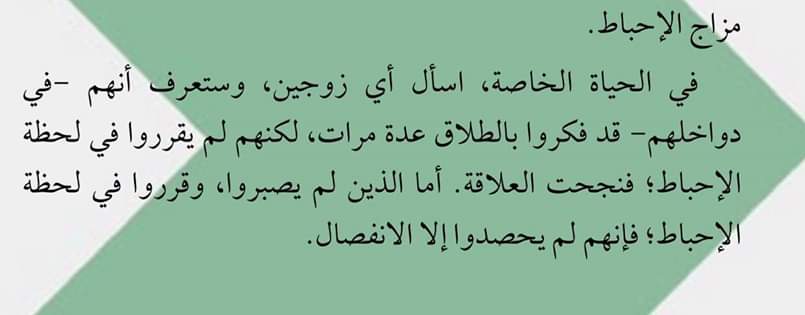 مزاج الإحباط.
في الحياة الخاصة، اسأل أي زوجين، وستعرف أنهم –في
دواخلهم– قد فكروا بالطلاق عدة مرات، لكنهم لم يقرروا في لحظة
الإحباط؛ فنجحت العلاقة. أما الذين لم يصبروا، وقرروا في لحظة
الإحباط؛ فإنهم لم يحصدوا إلا الانفصال.